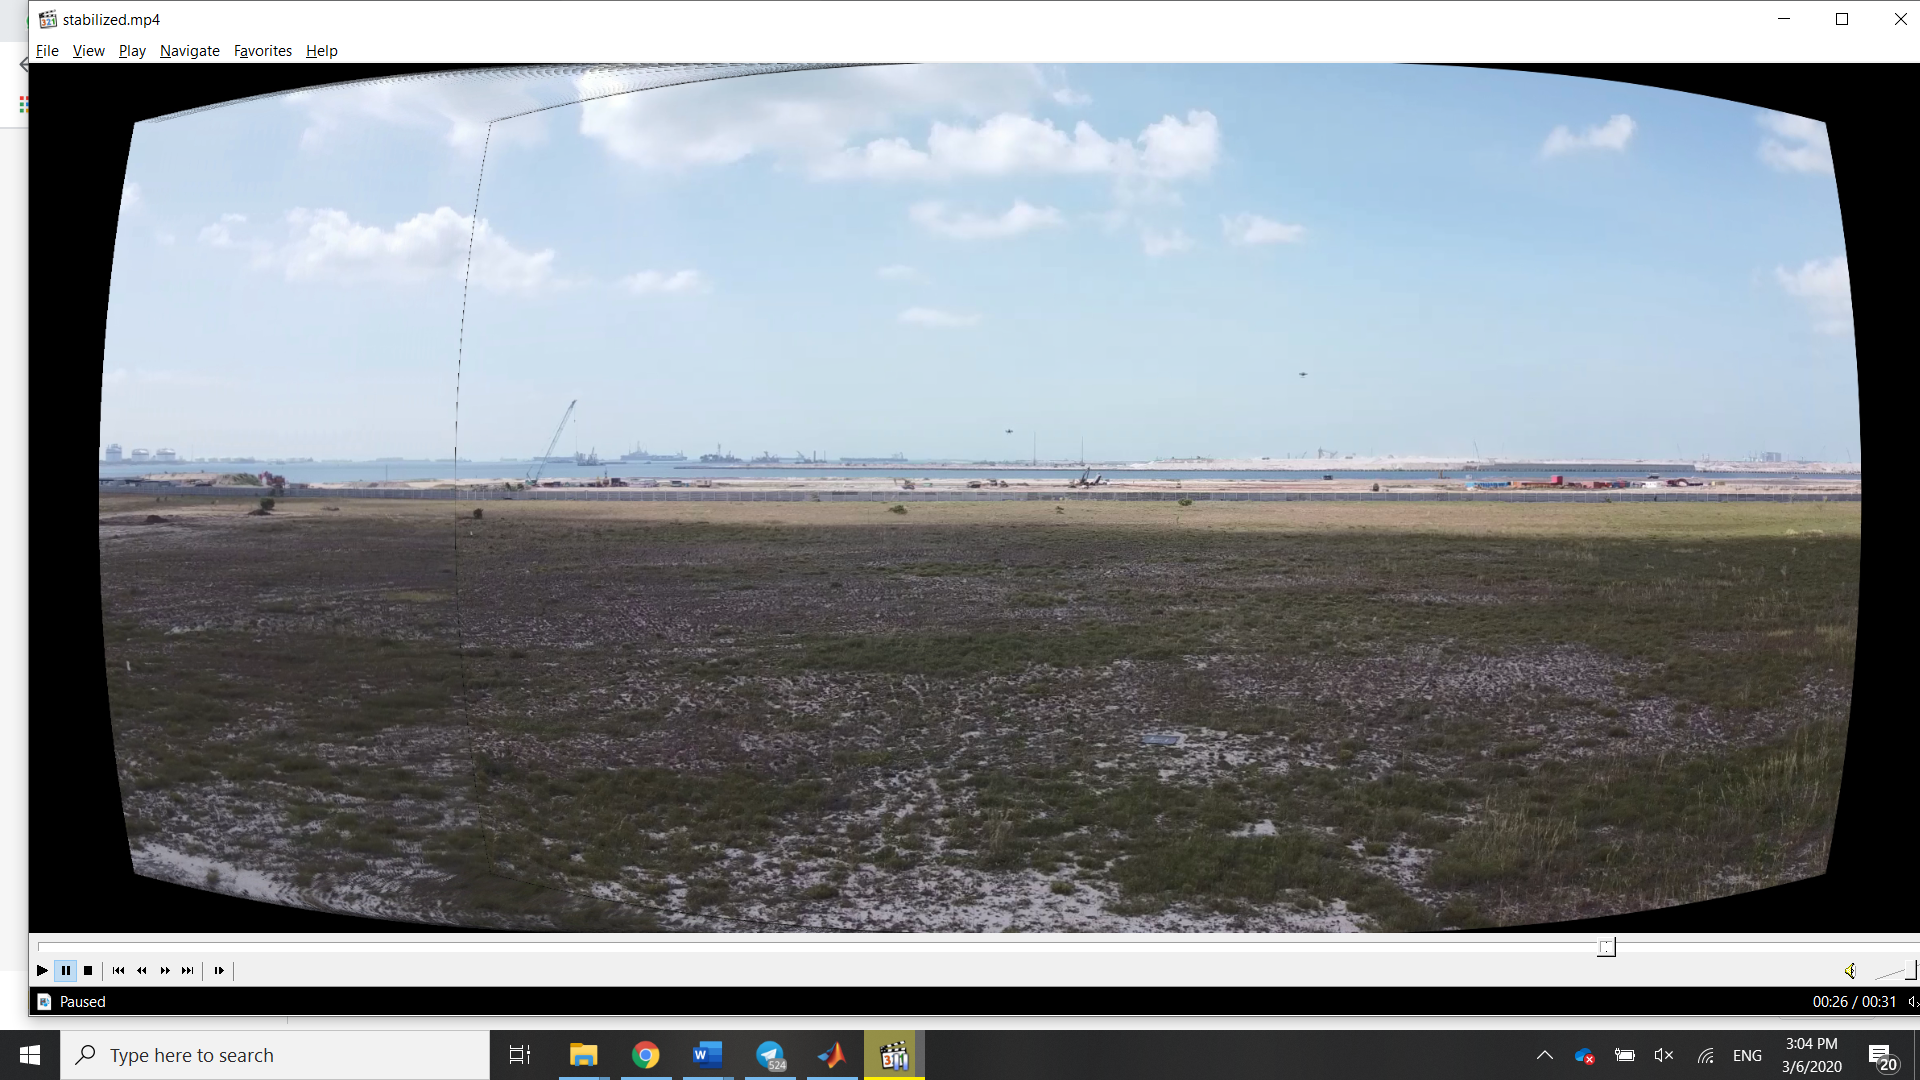 stabilized.mp4
File View Play Navigate Favorites Help
Paused
00:26 / 00:31
Type here to search
524
ENG
3:04 PM
3/6/2020
20